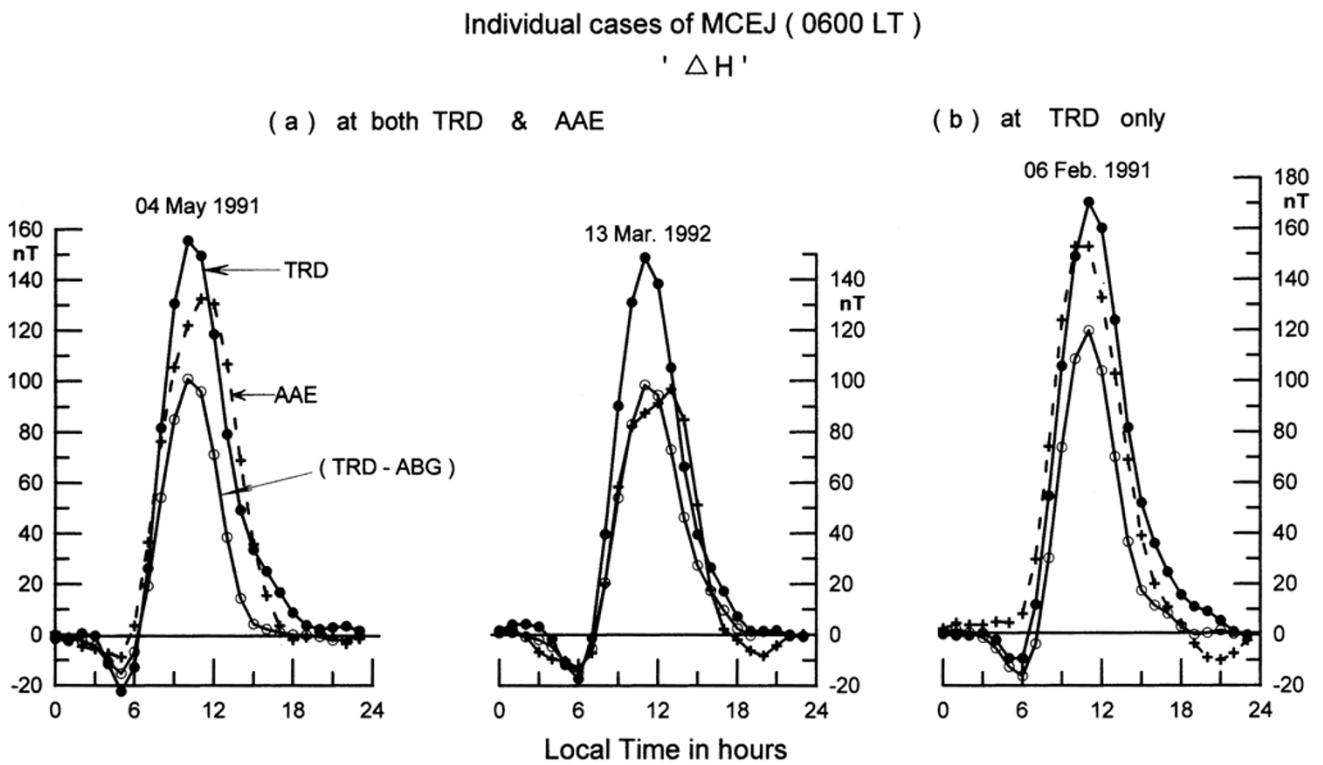 Individual cases of MCEJ ( 0600 LT )
' △ H '
( a ) at both TRD & AAE
( b ) at TRD only
04 May 1991
13 Mar. 1992
06 Feb. 1991
160
nT
140
120
100
80
60
40
20
0
-20
TRD
AAE
( TRD - ABG )
0 6 12 18 24
140
nT
120
100
80
60
40
20
0
-20
0 6 12 18 24
180
nT
160
140
120
100
80
60
40
20
0
-20
0 6 12 18 24
Local Time in hours